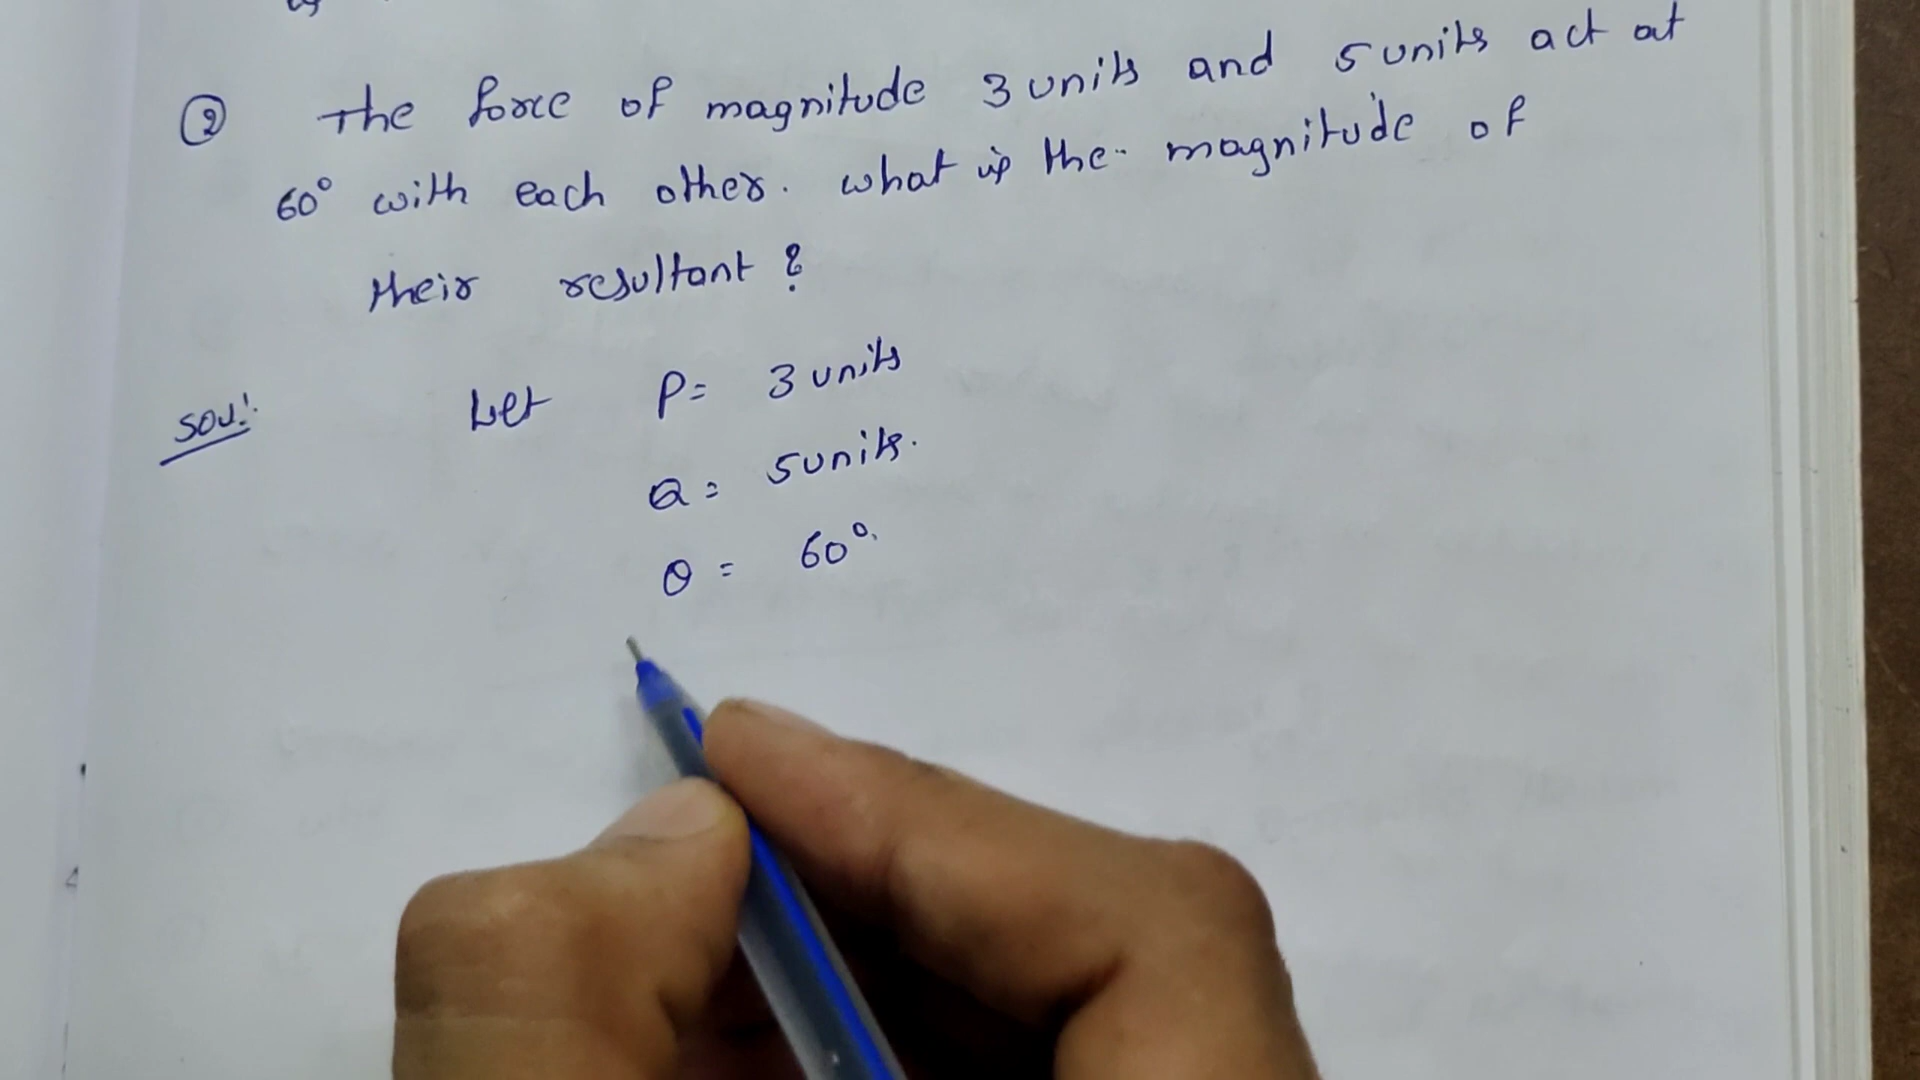 ② The force of magnitude 3 units and 5 units act at
60° with each other. what is the magnitude of
their resultant ?
Sol:
Let P = 3 units
Q = 5 units.
θ = 60°.